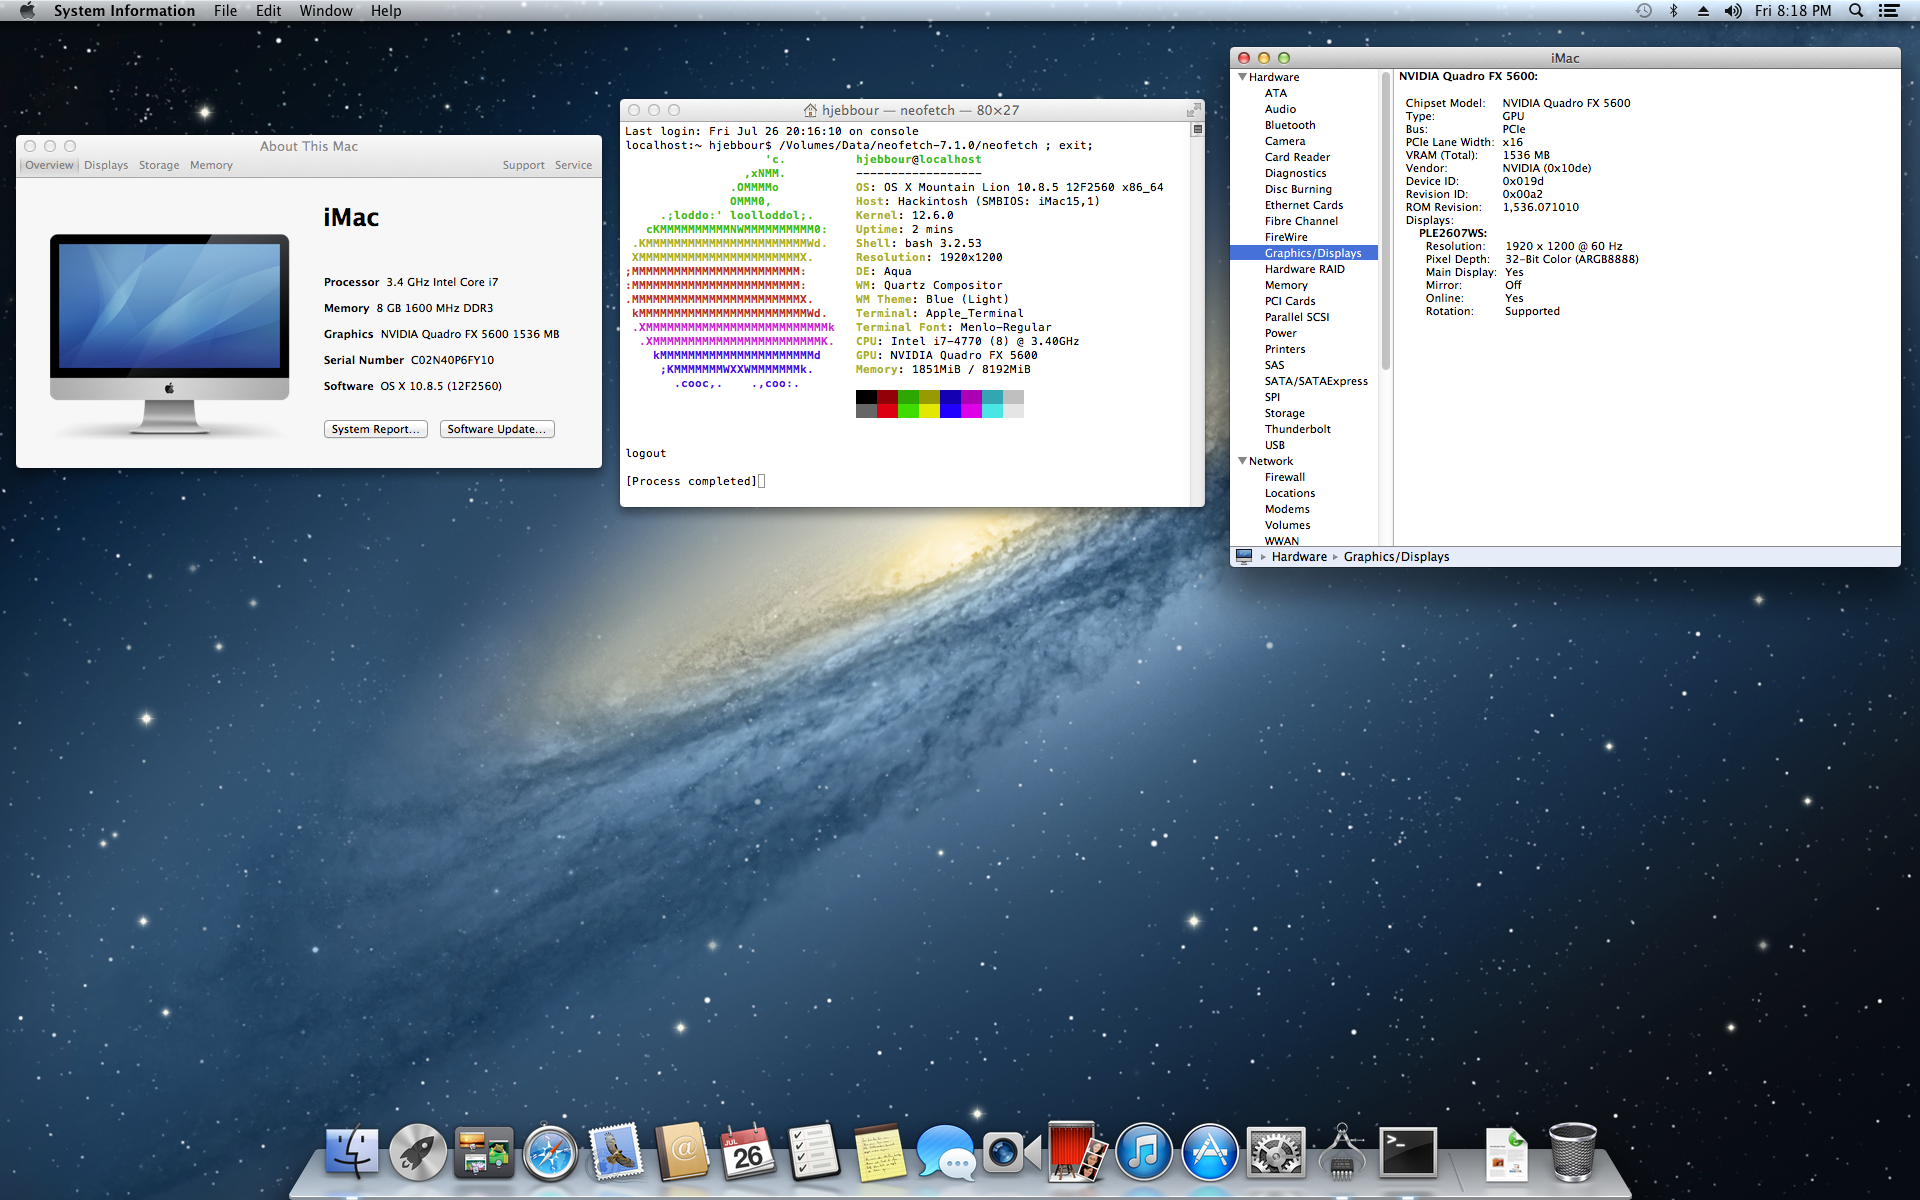 System Information File Edit Window Help Fri 8:18 PM
About This Mac
Overview Displays Storage Memory Support Service
iMac
Processor 3.4 GHz Intel Core i7
Memory 8 GB 1600 MHz DDR3
Graphics NVIDIA Quadro FX 5600 1536 MB
Serial Number C02N40P6FY10
Software OS X 10.8.5 (12F2560)
System Report... Software Update...
hjebbour — neofetch — 80×27
Last login: Fri Jul 26 20:16:10 on console
localhost:~ hjebbour$ /Volumes/Data/neofetch-7.1.0/neofetch ; exit;
'c. hjebbour@localhost
,xNMM. ------------------
.OMMMMo OS: OS X Mountain Lion 10.8.5 12F2560 x86_64
OMMM0, Host: Hackintosh (SMBIOS: iMac15,1)
.;loddo:' loolloddol;. Kernel: 12.6.0
cKMMMMMMMMMMNWMMMMMMMMMM0: Uptime: 2 mins
.KMMMMMMMMMMMMMMMMMMMMMMMWd. Shell: bash 3.2.53
XMMMMMMMMMMMMMMMMMMMMMMMX. Resolution: 1920x1200
;MMMMMMMMMMMMMMMMMMMMMMMM: DE: Aqua
:MMMMMMMMMMMMMMMMMMMMMMMM: WM: Quartz Compositor
.MMMMMMMMMMMMMMMMMMMMMMMMX. WM Theme: Blue (Light)
kMMMMMMMMMMMMMMMMMMMMMMMMWd. Terminal: Apple_Terminal
.XMMMMMMMMMMMMMMMMMMMMMMMMMMk Terminal Font: Menlo-Regular
.XMMMMMMMMMMMMMMMMMMMMMMMMK. CPU: Intel i7-4770 (8) @ 3.40GHz
kMMMMMMMMMMMMMMMMMMMMMMd GPU: NVIDIA Quadro FX 5600
;KMMMMMMMWXXWMMMMMMMk. Memory: 1851MiB / 8192MiB
.cooc,. .,coo:.
logout
[Process completed]
iMac
Hardware
ATA
Audio
Bluetooth
Camera
Card Reader
Diagnostics
Disc Burning
Ethernet Cards
Fibre Channel
FireWire
Graphics/Displays
Hardware RAID
Memory
PCI Cards
Parallel SCSI
Power
Printers
SAS
SATA/SATAExpress
SPI
Storage
Thunderbolt
USB
Network
Firewall
Locations
Modems
Volumes
WWAN
NVIDIA Quadro FX 5600:
Chipset Model: NVIDIA Quadro FX 5600
Type: GPU
Bus: PCIe
PCIe Lane Width: x16
VRAM (Total): 1536 MB
Vendor: NVIDIA (0x10de)
Device ID: 0x019d
Revision ID: 0x00a2
ROM Revision: 1,536.071010
Displays:
PLE2607WS:
Resolution: 1920 x 1200 @ 60 Hz
Pixel Depth: 32-Bit Color (ARGB8888)
Main Display: Yes
Mirror: Off
Online: Yes
Rotation: Supported
Hardware ▸ Graphics/Displays
JUL
26
@
>_